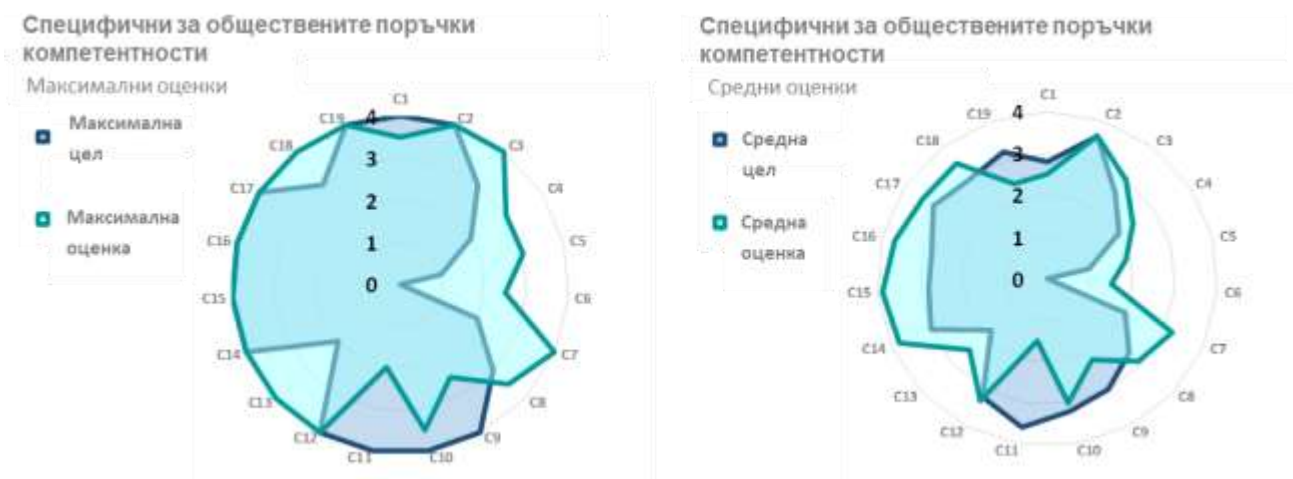 Специфични за обществените поръчки
компетентности
Максимални оценки
Максимална
цел
Максимална
оценка
C1
C2
C3
C4
C5
C6
C7
C8
C9
C10
C11
C12
C13
C14
C15
C16
C17
C18
C19
4
3
2
1
0
Специфични за обществените поръчки
компетентности
Средни оценки
Средна
цел
Средна
оценка
C1
C2
C3
C4
C5
C6
C7
C8
C9
C10
C11
C12
C13
C14
C15
C16
C17
C18
C19
4
3
2
1
0